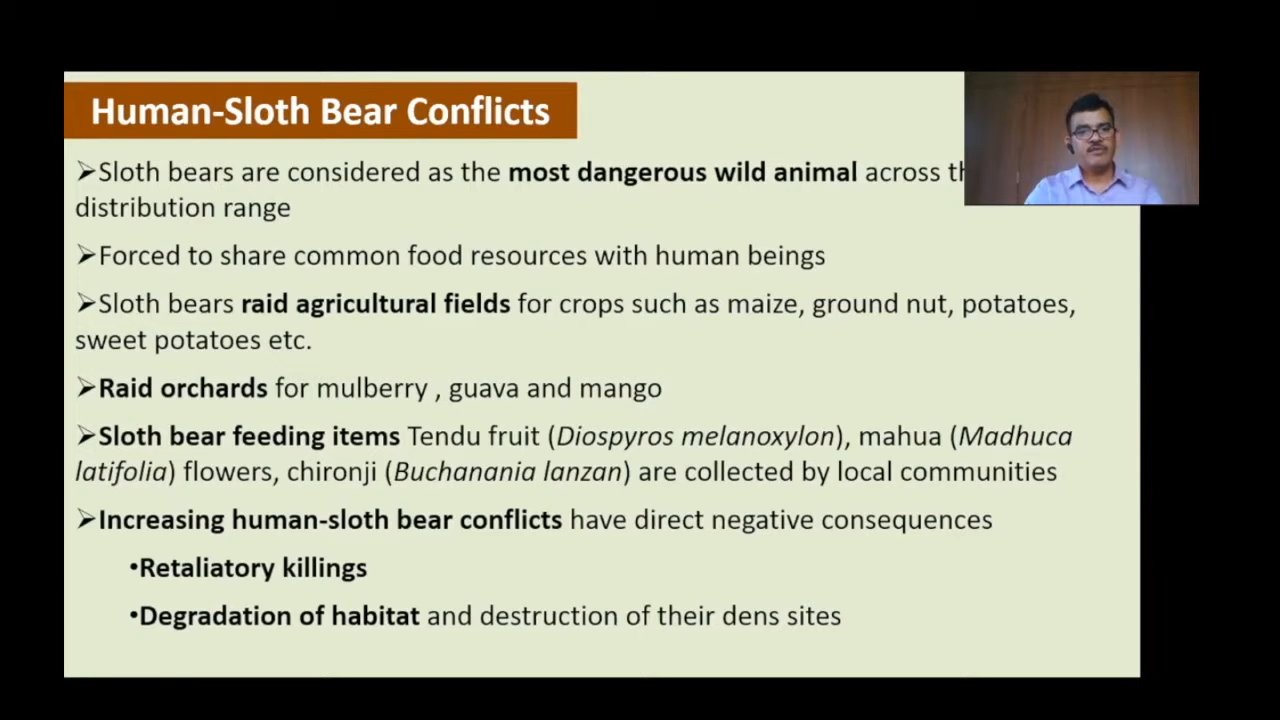 Human-Sloth Bear Conflicts
➢Sloth bears are considered as the most dangerous wild animal across
distribution range
➢Forced to share common food resources with human beings
➢Sloth bears raid agricultural fields for crops such as maize, ground nut, potatoes,
sweet potatoes etc.
➢Raid orchards for mulberry , guava and mango
➢Sloth bear feeding items Tendu fruit (Diospyros melanoxylon), mahua (Madhuca
latifolia) flowers, chironji (Buchanania lanzan) are collected by local communities
➢Increasing human-sloth bear conflicts have direct negative consequences
•Retaliatory killings
•Degradation of habitat and destruction of their dens sites